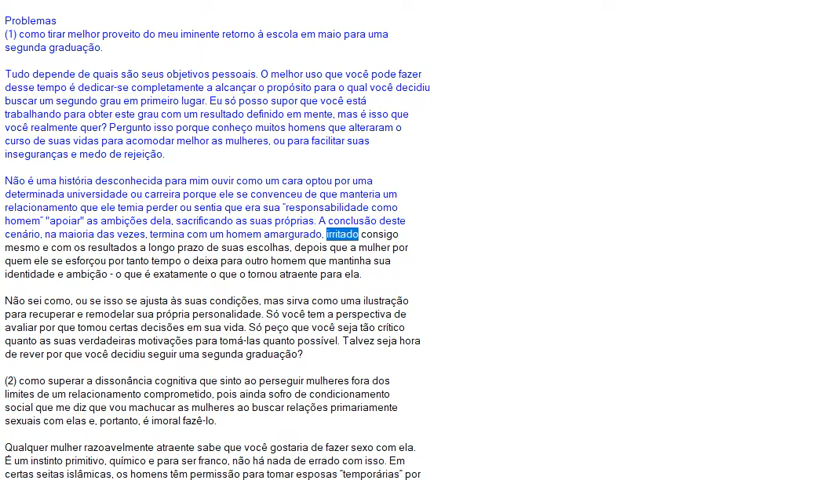 Problemas
(1) como tirar melhor proveito do meu iminente retorno à escola em maio para uma
segunda graduação.
Tudo depende de quais são seus objetivos pessoais. O melhor uso que você pode fazer
desse tempo é dedicar-se completamente a alcançar o propósito para o qual você decidiu
buscar um segundo grau em primeiro lugar. Eu só posso supor que você está
trabalhando para obter este grau com um resultado definido em mente, mas é isso que
você realmente quer? Pergunto isso porque conheço muitos homens que alteraram o
curso de suas vidas para acomodar melhor as mulheres, ou para facilitar suas
inseguranças e medo de rejeição.
Não é uma história desconhecida para mim ouvir como um cara optou por uma
determinada universidade ou carreira porque ele se convenceu de que manteria um
relacionamento que ele temia perder ou sentia que era sua "responsabilidade como
homem" "apoiar" as ambições dela, sacrificando as suas próprias. A conclusão deste
cenário, na maioria das vezes, termina com um homem amargurado, irritado consigo
mesmo e com os resultados a longo prazo de suas escolhas, depois que a mulher por
quem ele se esforçou por tanto tempo o deixa para outro homem que mantinha sua
identidade e ambição - o que é exatamente o que o tornou atraente para ela.
Não sei como, ou se isso se ajusta às suas condições, mas sirva como uma ilustração
para recuperar e remodelar sua própria personalidade. Só você tem a perspectiva de
avaliar por que tomou certas decisões em sua vida. Só peço que você seja tão crítico
quanto as suas verdadeiras motivações para tomá-las quanto possível. Talvez seja hora
de rever por que você decidiu seguir uma segunda graduação?
(2) como superar a dissonância cognitiva que sinto ao perseguir mulheres fora dos
limites de um relacionamento comprometido, pois ainda sofro de condicionamento
social que me diz que vou machucar as mulheres ao buscar relações primariamente
sexuais com elas e, portanto, é imoral fazê-lo.
Qualquer mulher razoavelmente atraente sabe que você gostaria de fazer sexo com ela.
É um instinto primitivo, químico e para ser franco, não há nada de errado com isso. Em
certas seitas islâmicas, os homens têm permissão para tomar esposas "temporárias" por